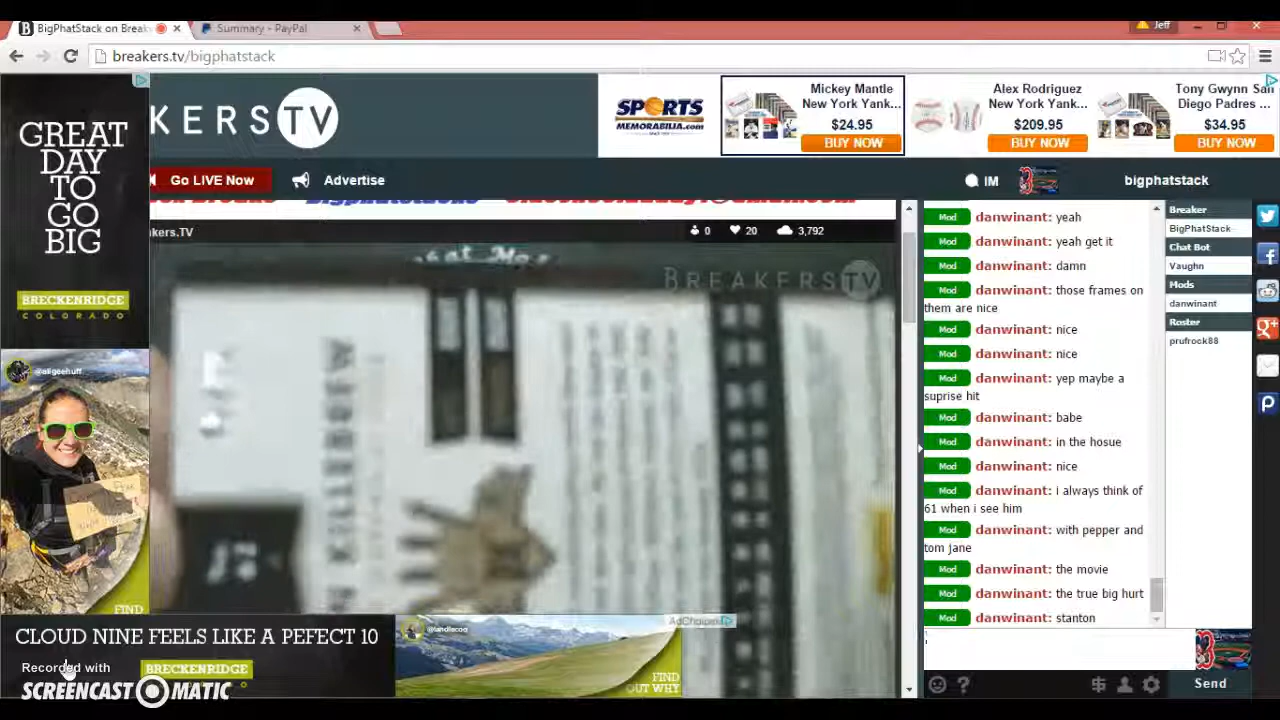 BigPhatStack on Break
Summary - PayPal
Jeff
breakers.tv/bigphatstack
GREAT
DAY
TO
GO
BIG
BRECKENRIDGE
COLORADO
KERSTV
SPORTS
MEMORABILIA.COM
Mickey Mantle
New York Yank...
$24.95
BUY NOW
Alex Rodriguez
New York Yank...
$209.95
BUY NOW
Tony Gwynn San
Diego Padres ...
$34.95
BUY NOW
Go LIVE Now
Advertise
IM
bigphatstack
kers.TV
0
20
3,792
BREAKERSTV
KILLEBREW
Mod danwinant: yeah
Mod danwinant: yeah get it
Mod danwinant: damn
Mod danwinant: those frames on
them are nice
Mod danwinant: nice
Mod danwinant: nice
Mod danwinant: yep maybe a
suprise hit
Mod danwinant: babe
Mod danwinant: in the hosue
Mod danwinant: nice
Mod danwinant: i always think of
61 when i see him
Mod danwinant: with pepper and
tom jane
Mod danwinant: the movie
Mod danwinant: the true big hurt
Mod danwinant: stanton
Breaker
BigPhatStack
Chat Bot
Vaughn
Mods
danwinant
Roster
prufrock88
@aligeehuff
FIND
CLOUD NINE FEELS LIKE A PEFECT 10
BRECKENRIDGE
AdChoices
FIND
OUT WHY
Recorded with
SCREENCAST MATIC
Send